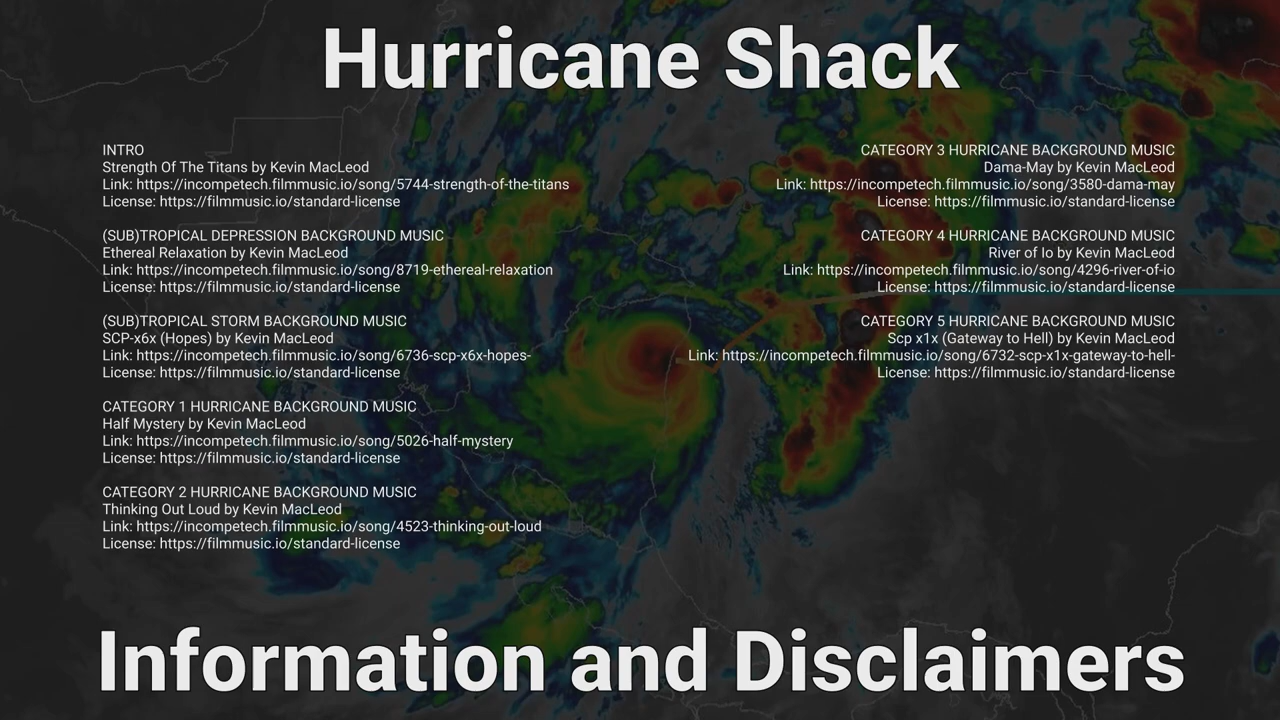 Hurricane Shack
INTRO
Strength Of The Titans by Kevin MacLeod
Link: https://incompetech.filmmusic.io/song/5744-strength-of-the-titans
License: https://filmmusic.io/standard-license
(SUB)TROPICAL DEPRESSION BACKGROUND MUSIC
Ethereal Relaxation by Kevin MacLeod
Link: https://incompetech.filmmusic.io/song/8719-ethereal-relaxation
License: https://filmmusic.io/standard-license
(SUB)TROPICAL STORM BACKGROUND MUSIC
SCP-x6x (Hopes) by Kevin MacLeod
Link: https://incompetech.filmmusic.io/song/6736-scp-x6x-hopes-
License: https://filmmusic.io/standard-license
CATEGORY 1 HURRICANE BACKGROUND MUSIC
Half Mystery by Kevin MacLeod
Link: https://incompetech.filmmusic.io/song/5026-half-mystery
License: https://filmmusic.io/standard-license
CATEGORY 2 HURRICANE BACKGROUND MUSIC
Thinking Out Loud by Kevin MacLeod
Link: https://incompetech.filmmusic.io/song/4523-thinking-out-loud
License: https://filmmusic.io/standard-license
CATEGORY 3 HURRICANE BACKGROUND MUSIC
Dama-May by Kevin MacLeod
Link: https://incompetech.filmmusic.io/song/3580-dama-may
License: https://filmmusic.io/standard-license
CATEGORY 4 HURRICANE BACKGROUND MUSIC
River of Io by Kevin MacLeod
Link: https://incompetech.filmmusic.io/song/4296-river-of-io
License: https://filmmusic.io/standard-license
CATEGORY 5 HURRICANE BACKGROUND MUSIC
Scp x1x (Gateway to Hell) by Kevin MacLeod
Link: https://incompetech.filmmusic.io/song/6732-scp-x1x-gateway-to-hell-
License: https://filmmusic.io/standard-license
Information and Disclaimers